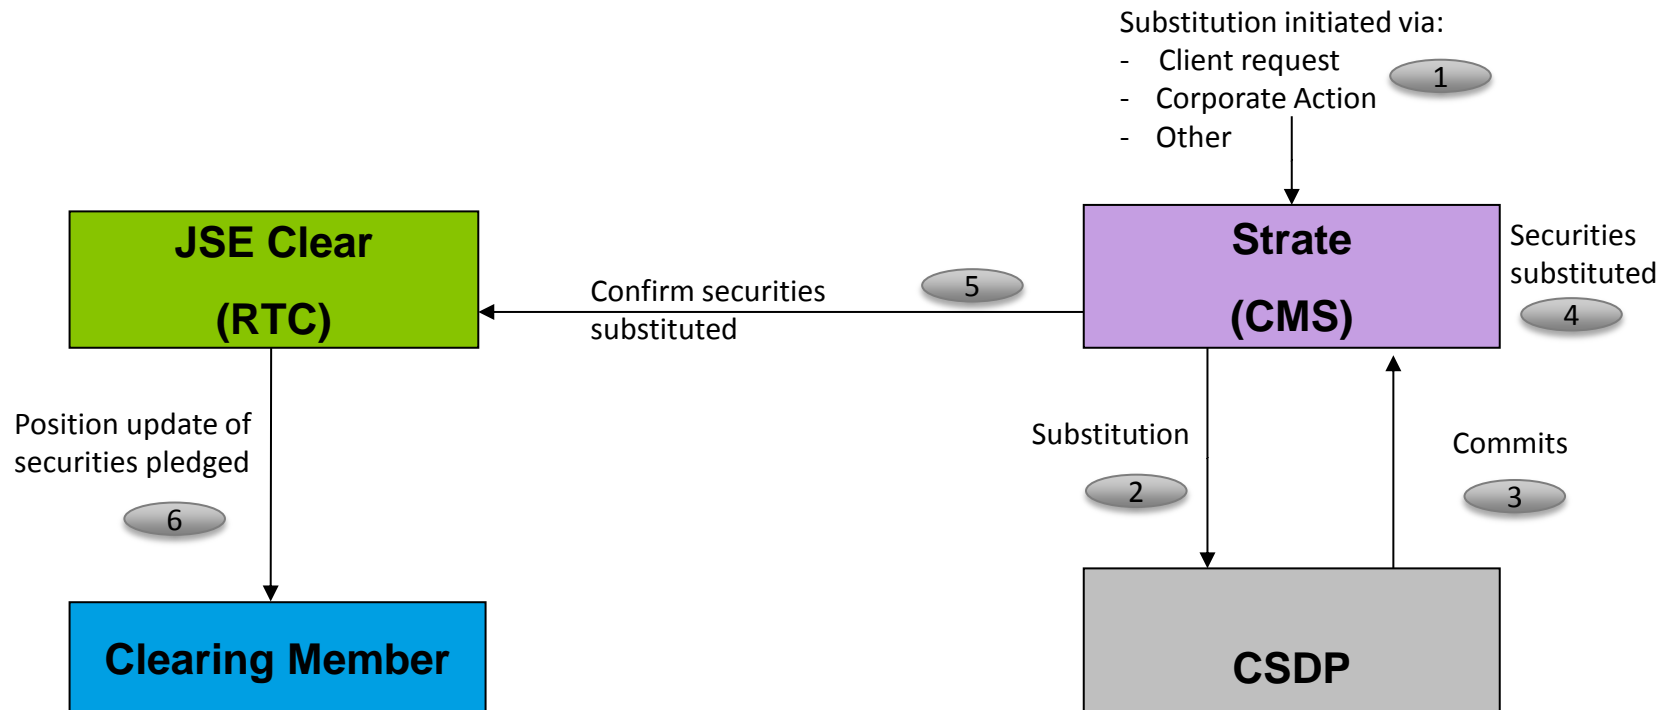 Substitution initiated via:
- Client request
1
- Corporate Action
- Other
JSE Clear
(RTC)
Strate
(CMS)
Securities
substituted
4
5
Confirm securities
substituted
Position update of
securities pledged
6
Substitution
2
Commits
3
Clearing Member
CSDP